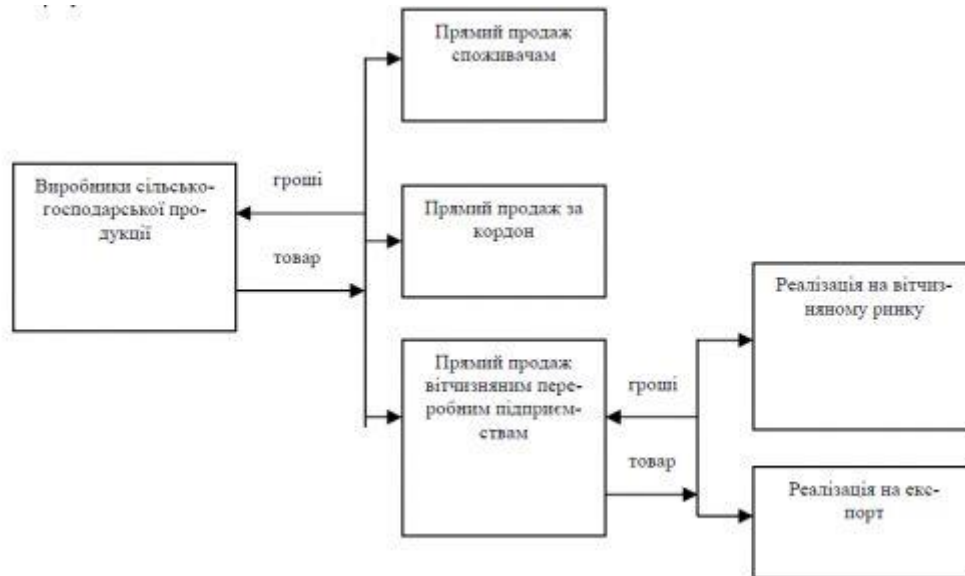 Прямий продаж
споживачам
Виробники сільсько-
господарської про-
дукції
гроші
товар
Прямий продаж за
кордон
Прямий продаж
вітчизняним пере-
робним підприєм-
ствам
гроші
товар
Реалізація на вітчиз-
няному ринку
Реалізація на екс-
порт